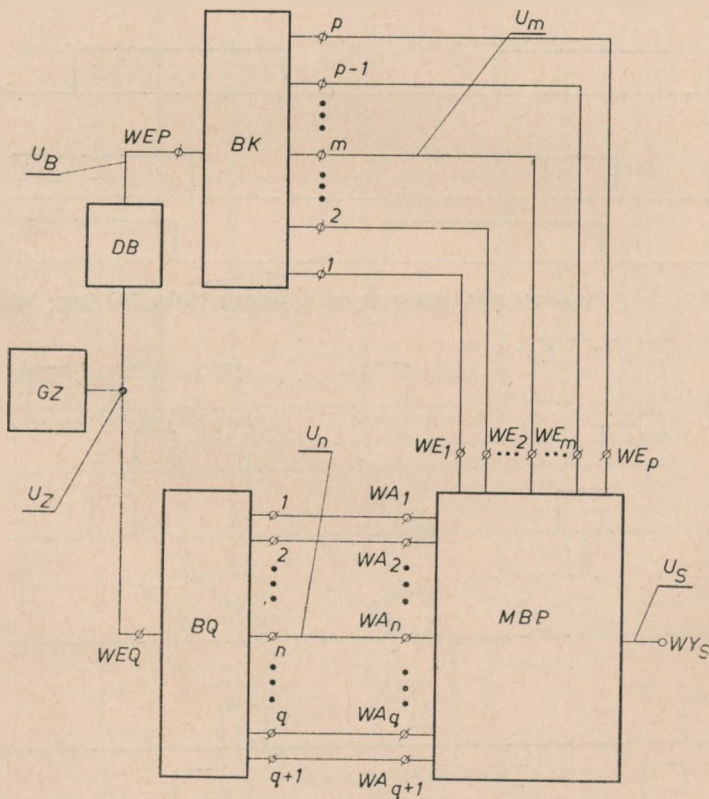 p
U_m
p-1
WEP
BK
m
U_B
2
DB
1
GZ
U_n
WE_1 WE_2 WE_m WE_p
U_Z
1 WA_1
2 WA_2
U_S
BQ
MBP
WEQ
n WA_n
WY_S
q WA_q
q+1 WA_q+1